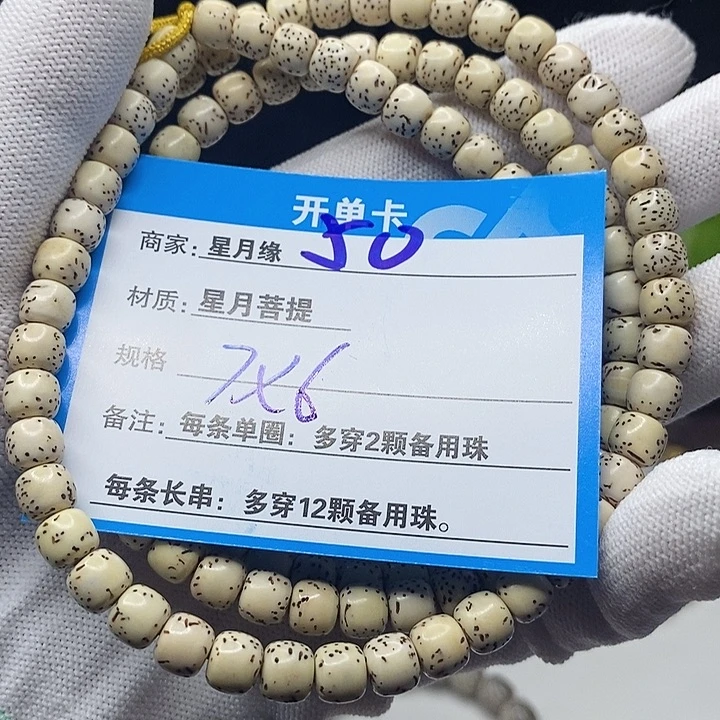 开单卡
50
商家：星月缘
材质：星月菩提
规格 7X6
备注：每条单圈：多穿2颗备用珠
每条长串：多穿12颗备用珠。